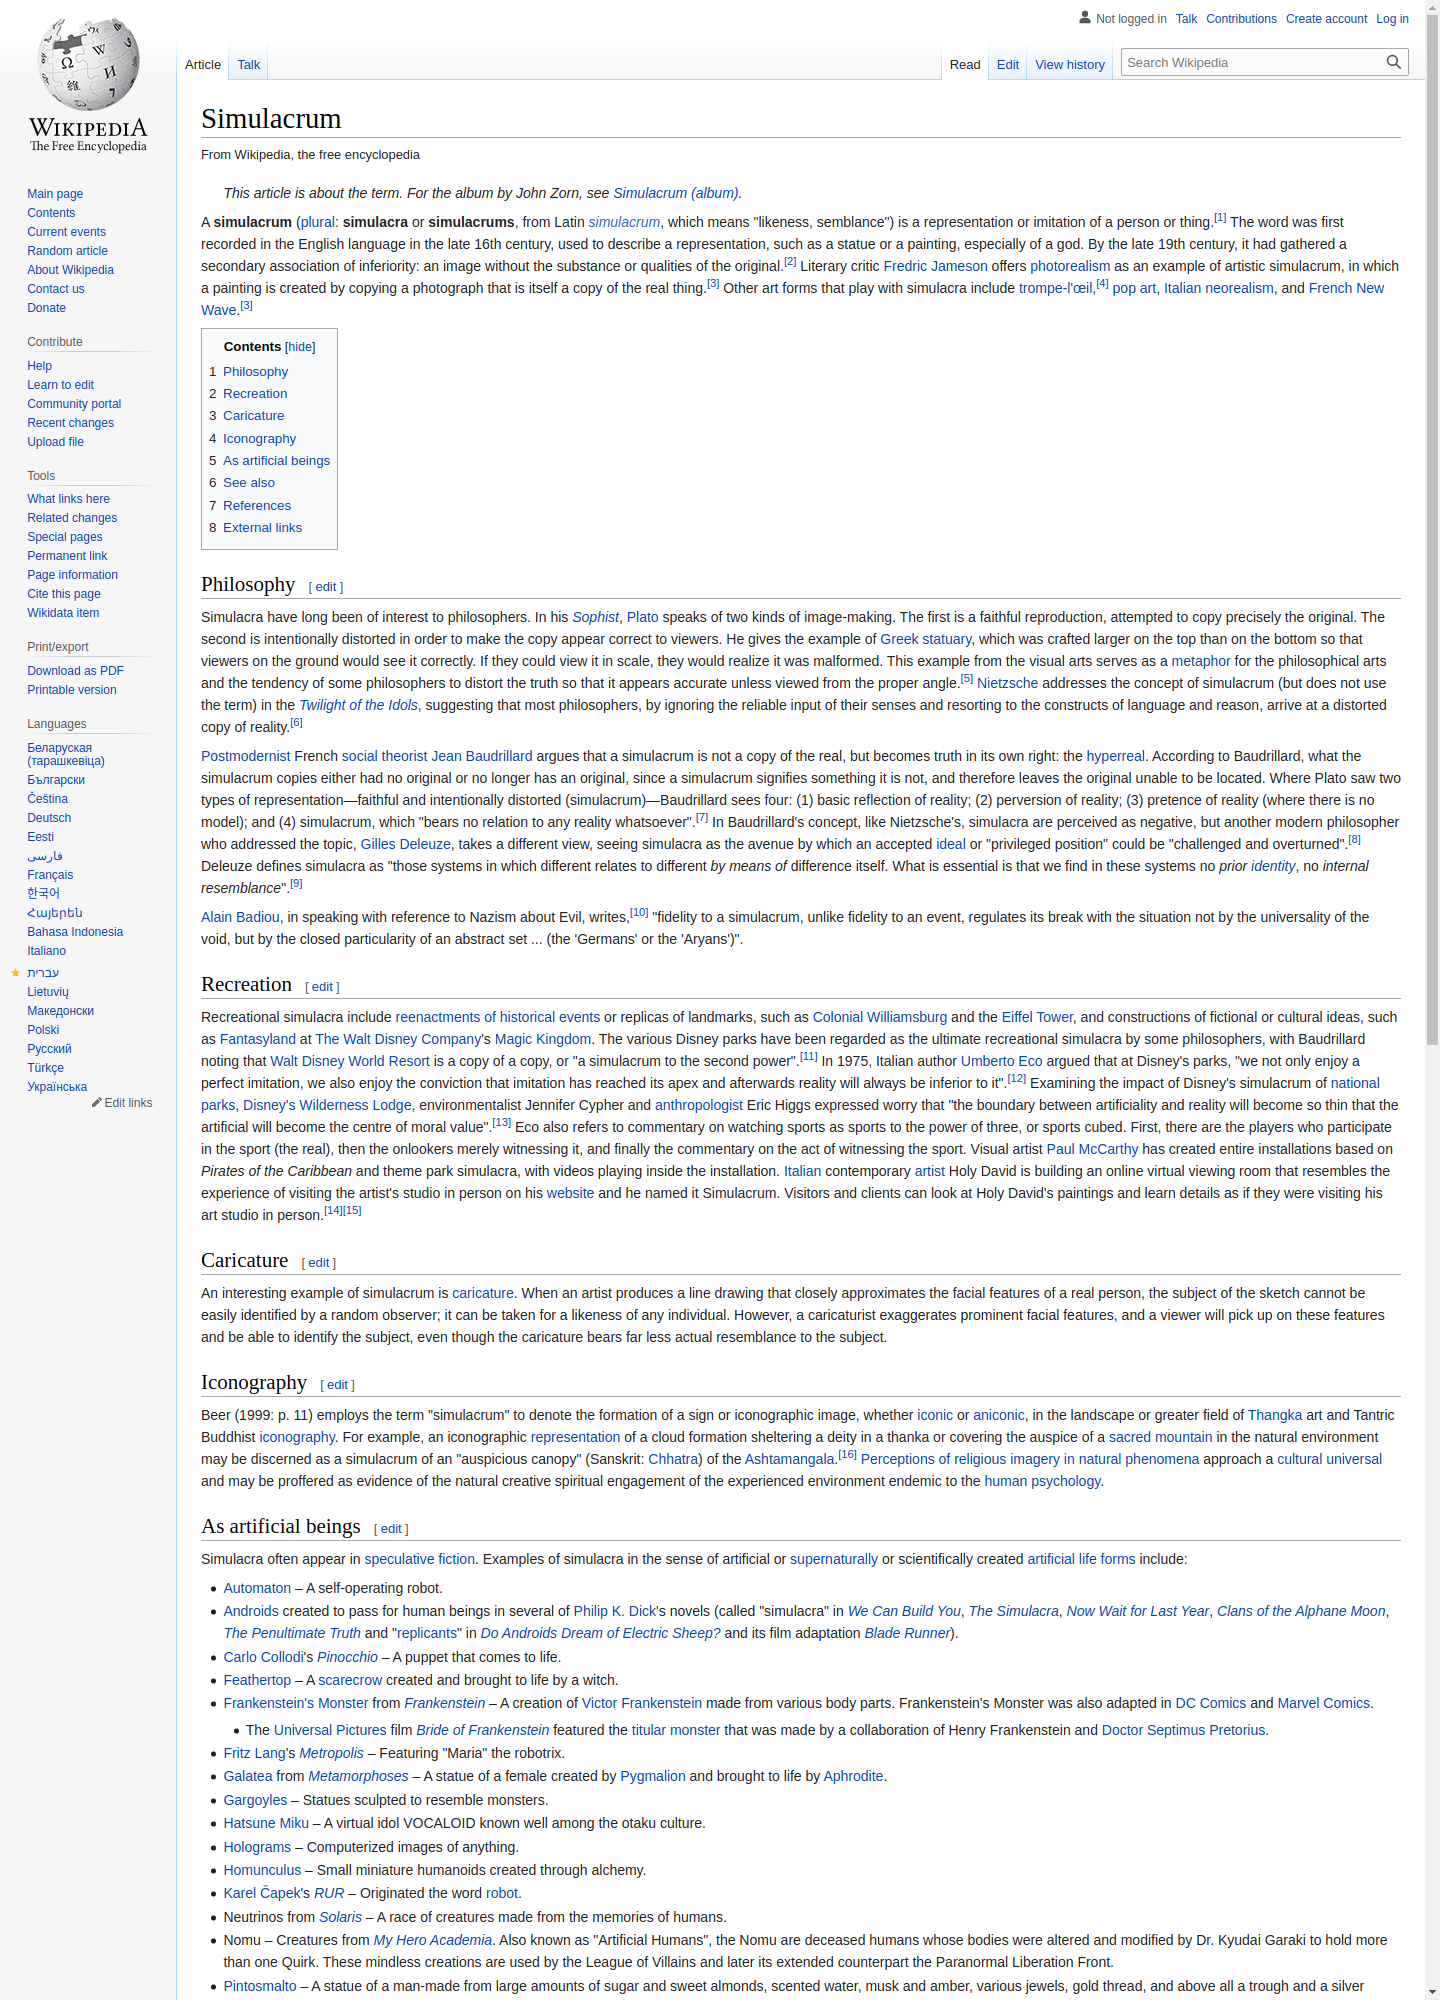 Not logged in Talk Contributions Create account Log in
Article Talk Read Edit View history Search Wikipedia
WIKIPEDIA
The Free Encyclopedia
Main page
Contents
Current events
Random article
About Wikipedia
Contact us
Donate
Contribute
Help
Learn to edit
Community portal
Recent changes
Upload file
Tools
What links here
Related changes
Special pages
Permanent link
Page information
Cite this page
Wikidata item
Print/export
Download as PDF
Printable version
Languages
Беларуская
(тарашкевіца)
Български
Čeština
Deutsch
Eesti
فارسی
Français
한국어
Հայերեն
Bahasa Indonesia
Italiano
עברית
Lietuvių
Македонски
Polski
Русский
Türkçe
Українська
Edit links
Simulacrum
From Wikipedia, the free encyclopedia
This article is about the term. For the album by John Zorn, see Simulacrum (album).
A simulacrum (plural: simulacra or simulacrums, from Latin simulacrum, which means "likeness, semblance") is a representation or imitation of a person or thing.[1] The word was first
recorded in the English language in the late 16th century, used to describe a representation, such as a statue or a painting, especially of a god. By the late 19th century, it had gathered a
secondary association of inferiority: an image without the substance or qualities of the original.[2] Literary critic Fredric Jameson offers photorealism as an example of artistic simulacrum, in which
a painting is created by copying a photograph that is itself a copy of the real thing.[3] Other art forms that play with simulacra include trompe-l'œil,[4] pop art, Italian neorealism, and French New
Wave.[3]
Contents [hide]
1 Philosophy
2 Recreation
3 Caricature
4 Iconography
5 As artificial beings
6 See also
7 References
8 External links
Philosophy [ edit ]
Simulacra have long been of interest to philosophers. In his Sophist, Plato speaks of two kinds of image-making. The first is a faithful reproduction, attempted to copy precisely the original. The
second is intentionally distorted in order to make the copy appear correct to viewers. He gives the example of Greek statuary, which was crafted larger on the top than on the bottom so that
viewers on the ground would see it correctly. If they could view it in scale, they would realize it was malformed. This example from the visual arts serves as a metaphor for the philosophical arts
and the tendency of some philosophers to distort the truth so that it appears accurate unless viewed from the proper angle.[5] Nietzsche addresses the concept of simulacrum (but does not use
the term) in the Twilight of the Idols, suggesting that most philosophers, by ignoring the reliable input of their senses and resorting to the constructs of language and reason, arrive at a distorted
copy of reality.[6]
Postmodernist French social theorist Jean Baudrillard argues that a simulacrum is not a copy of the real, but becomes truth in its own right: the hyperreal. According to Baudrillard, what the
simulacrum copies either had no original or no longer has an original, since a simulacrum signifies something it is not, and therefore leaves the original unable to be located. Where Plato saw two
types of representation—faithful and intentionally distorted (simulacrum)—Baudrillard sees four: (1) basic reflection of reality; (2) perversion of reality; (3) pretence of reality (where there is no
model); and (4) simulacrum, which "bears no relation to any reality whatsoever".[7] In Baudrillard's concept, like Nietzsche's, simulacra are perceived as negative, but another modern philosopher
who addressed the topic, Gilles Deleuze, takes a different view, seeing simulacra as the avenue by which an accepted ideal or "privileged position" could be "challenged and overturned".[8]
Deleuze defines simulacra as "those systems in which different relates to different by means of difference itself. What is essential is that we find in these systems no prior identity, no internal
resemblance".[9]
Alain Badiou, in speaking with reference to Nazism about Evil, writes,[10] "fidelity to a simulacrum, unlike fidelity to an event, regulates its break with the situation not by the universality of the
void, but by the closed particularity of an abstract set ... (the 'Germans' or the 'Aryans')".
Recreation [ edit ]
Recreational simulacra include reenactments of historical events or replicas of landmarks, such as Colonial Williamsburg and the Eiffel Tower, and constructions of fictional or cultural ideas, such
as Fantasyland at The Walt Disney Company's Magic Kingdom. The various Disney parks have been regarded as the ultimate recreational simulacra by some philosophers, with Baudrillard
noting that Walt Disney World Resort is a copy of a copy, or "a simulacrum to the second power".[11] In 1975, Italian author Umberto Eco argued that at Disney's parks, "we not only enjoy a
perfect imitation, we also enjoy the conviction that imitation has reached its apex and afterwards reality will always be inferior to it".[12] Examining the impact of Disney's simulacrum of national
parks, Disney's Wilderness Lodge, environmentalist Jennifer Cypher and anthropologist Eric Higgs expressed worry that "the boundary between artificiality and reality will become so thin that the
artificial will become the centre of moral value".[13] Eco also refers to commentary on watching sports as sports to the power of three, or sports cubed. First, there are the players who participate
in the sport (the real), then the onlookers merely witnessing it, and finally the commentary on the act of witnessing the sport. Visual artist Paul McCarthy has created entire installations based on
Pirates of the Caribbean and theme park simulacra, with videos playing inside the installation. Italian contemporary artist Holy David is building an online virtual viewing room that resembles the
experience of visiting the artist's studio in person on his website and he named it Simulacrum. Visitors and clients can look at Holy David's paintings and learn details as if they were visiting his
art studio in person.[14][15]
Caricature [ edit ]
An interesting example of simulacrum is caricature. When an artist produces a line drawing that closely approximates the facial features of a real person, the subject of the sketch cannot be
easily identified by a random observer; it can be taken for a likeness of any individual. However, a caricaturist exaggerates prominent facial features, and a viewer will pick up on these features
and be able to identify the subject, even though the caricature bears far less actual resemblance to the subject.
Iconography [ edit ]
Beer (1999: p. 11) employs the term "simulacrum" to denote the formation of a sign or iconographic image, whether iconic or aniconic, in the landscape or greater field of Thangka art and Tantric
Buddhist iconography. For example, an iconographic representation of a cloud formation sheltering a deity in a thanka or covering the auspice of a sacred mountain in the natural environment
may be discerned as a simulacrum of an "auspicious canopy" (Sanskrit: Chhatra) of the Ashtamangala.[16] Perceptions of religious imagery in natural phenomena approach a cultural universal
and may be proffered as evidence of the natural creative spiritual engagement of the experienced environment endemic to the human psychology.
As artificial beings [ edit ]
Simulacra often appear in speculative fiction. Examples of simulacra in the sense of artificial or supernaturally or scientifically created artificial life forms include:
Automaton – A self-operating robot.
Androids created to pass for human beings in several of Philip K. Dick's novels (called "simulacra" in We Can Build You, The Simulacra, Now Wait for Last Year, Clans of the Alphane Moon,
The Penultimate Truth and "replicants" in Do Androids Dream of Electric Sheep? and its film adaptation Blade Runner).
Carlo Collodi's Pinocchio – A puppet that comes to life.
Feathertop – A scarecrow created and brought to life by a witch.
Frankenstein's Monster from Frankenstein – A creation of Victor Frankenstein made from various body parts. Frankenstein's Monster was also adapted in DC Comics and Marvel Comics.
The Universal Pictures film Bride of Frankenstein featured the titular monster that was made by a collaboration of Henry Frankenstein and Doctor Septimus Pretorius.
Fritz Lang's Metropolis – Featuring "Maria" the robotrix.
Galatea from Metamorphoses – A statue of a female created by Pygmalion and brought to life by Aphrodite.
Gargoyles – Statues sculpted to resemble monsters.
Hatsune Miku – A virtual idol VOCALOID known well among the otaku culture.
Holograms – Computerized images of anything.
Homunculus – Small miniature humanoids created through alchemy.
Karel Čapek's RUR – Originated the word robot.
Neutrinos from Solaris – A race of creatures made from the memories of humans.
Nomu – Creatures from My Hero Academia. Also known as "Artificial Humans", the Nomu are deceased humans whose bodies were altered and modified by Dr. Kyudai Garaki to hold more
than one Quirk. These mindless creations are used by the League of Villains and later its extended counterpart the Paranormal Liberation Front.
Pintosmalto – A statue of a man-made from large amounts of sugar and sweet almonds, scented water, musk and amber, various jewels, gold thread, and above all a trough and a silver